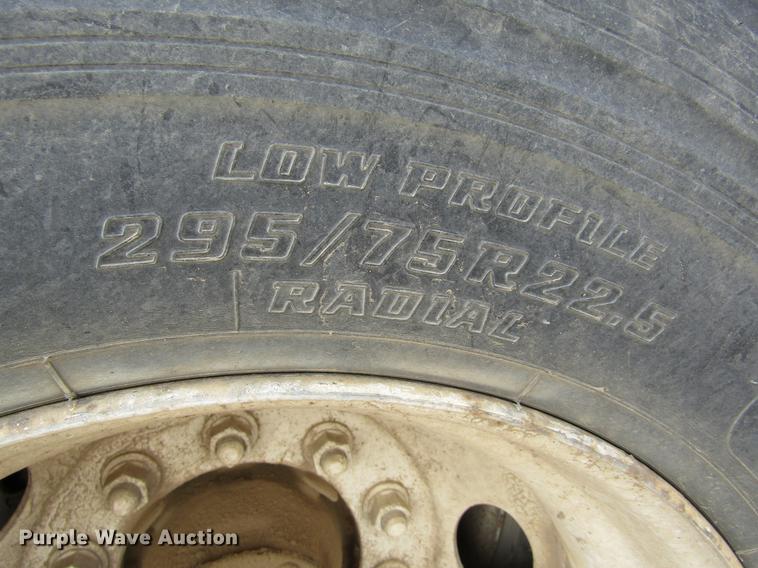 LOW PROFILE
295/75R22.5
RADIAL
Purple Wave Auction